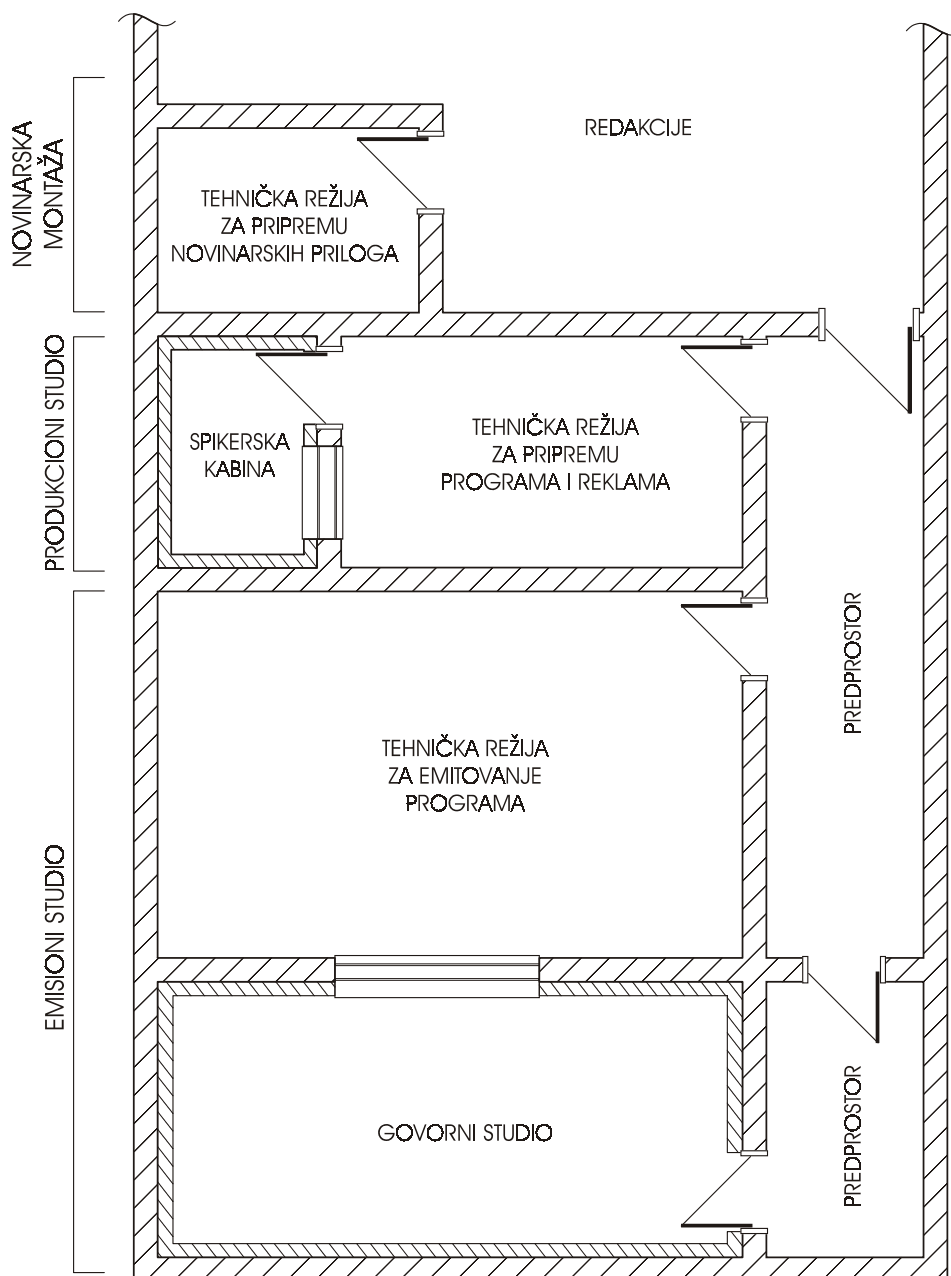 REDAKCIJE
NOVINARSKA
MONTAŽA
TEHNIČKA REŽIJA
ZA PRIPREMU
NOVINARSKIH PRILOGA
PRODUKCIONI STUDIO
SPIKERSKA
KABINA
TEHNIČKA REŽIJA
ZA PRIPREMU
PROGRAMA I REKLAMA
PREDPROSTOR
TEHNIČKA REŽIJA
ZA EMITOVANJE
PROGRAMA
EMISIONI STUDIO
GOVORNI STUDIO
PREDPROSTOR